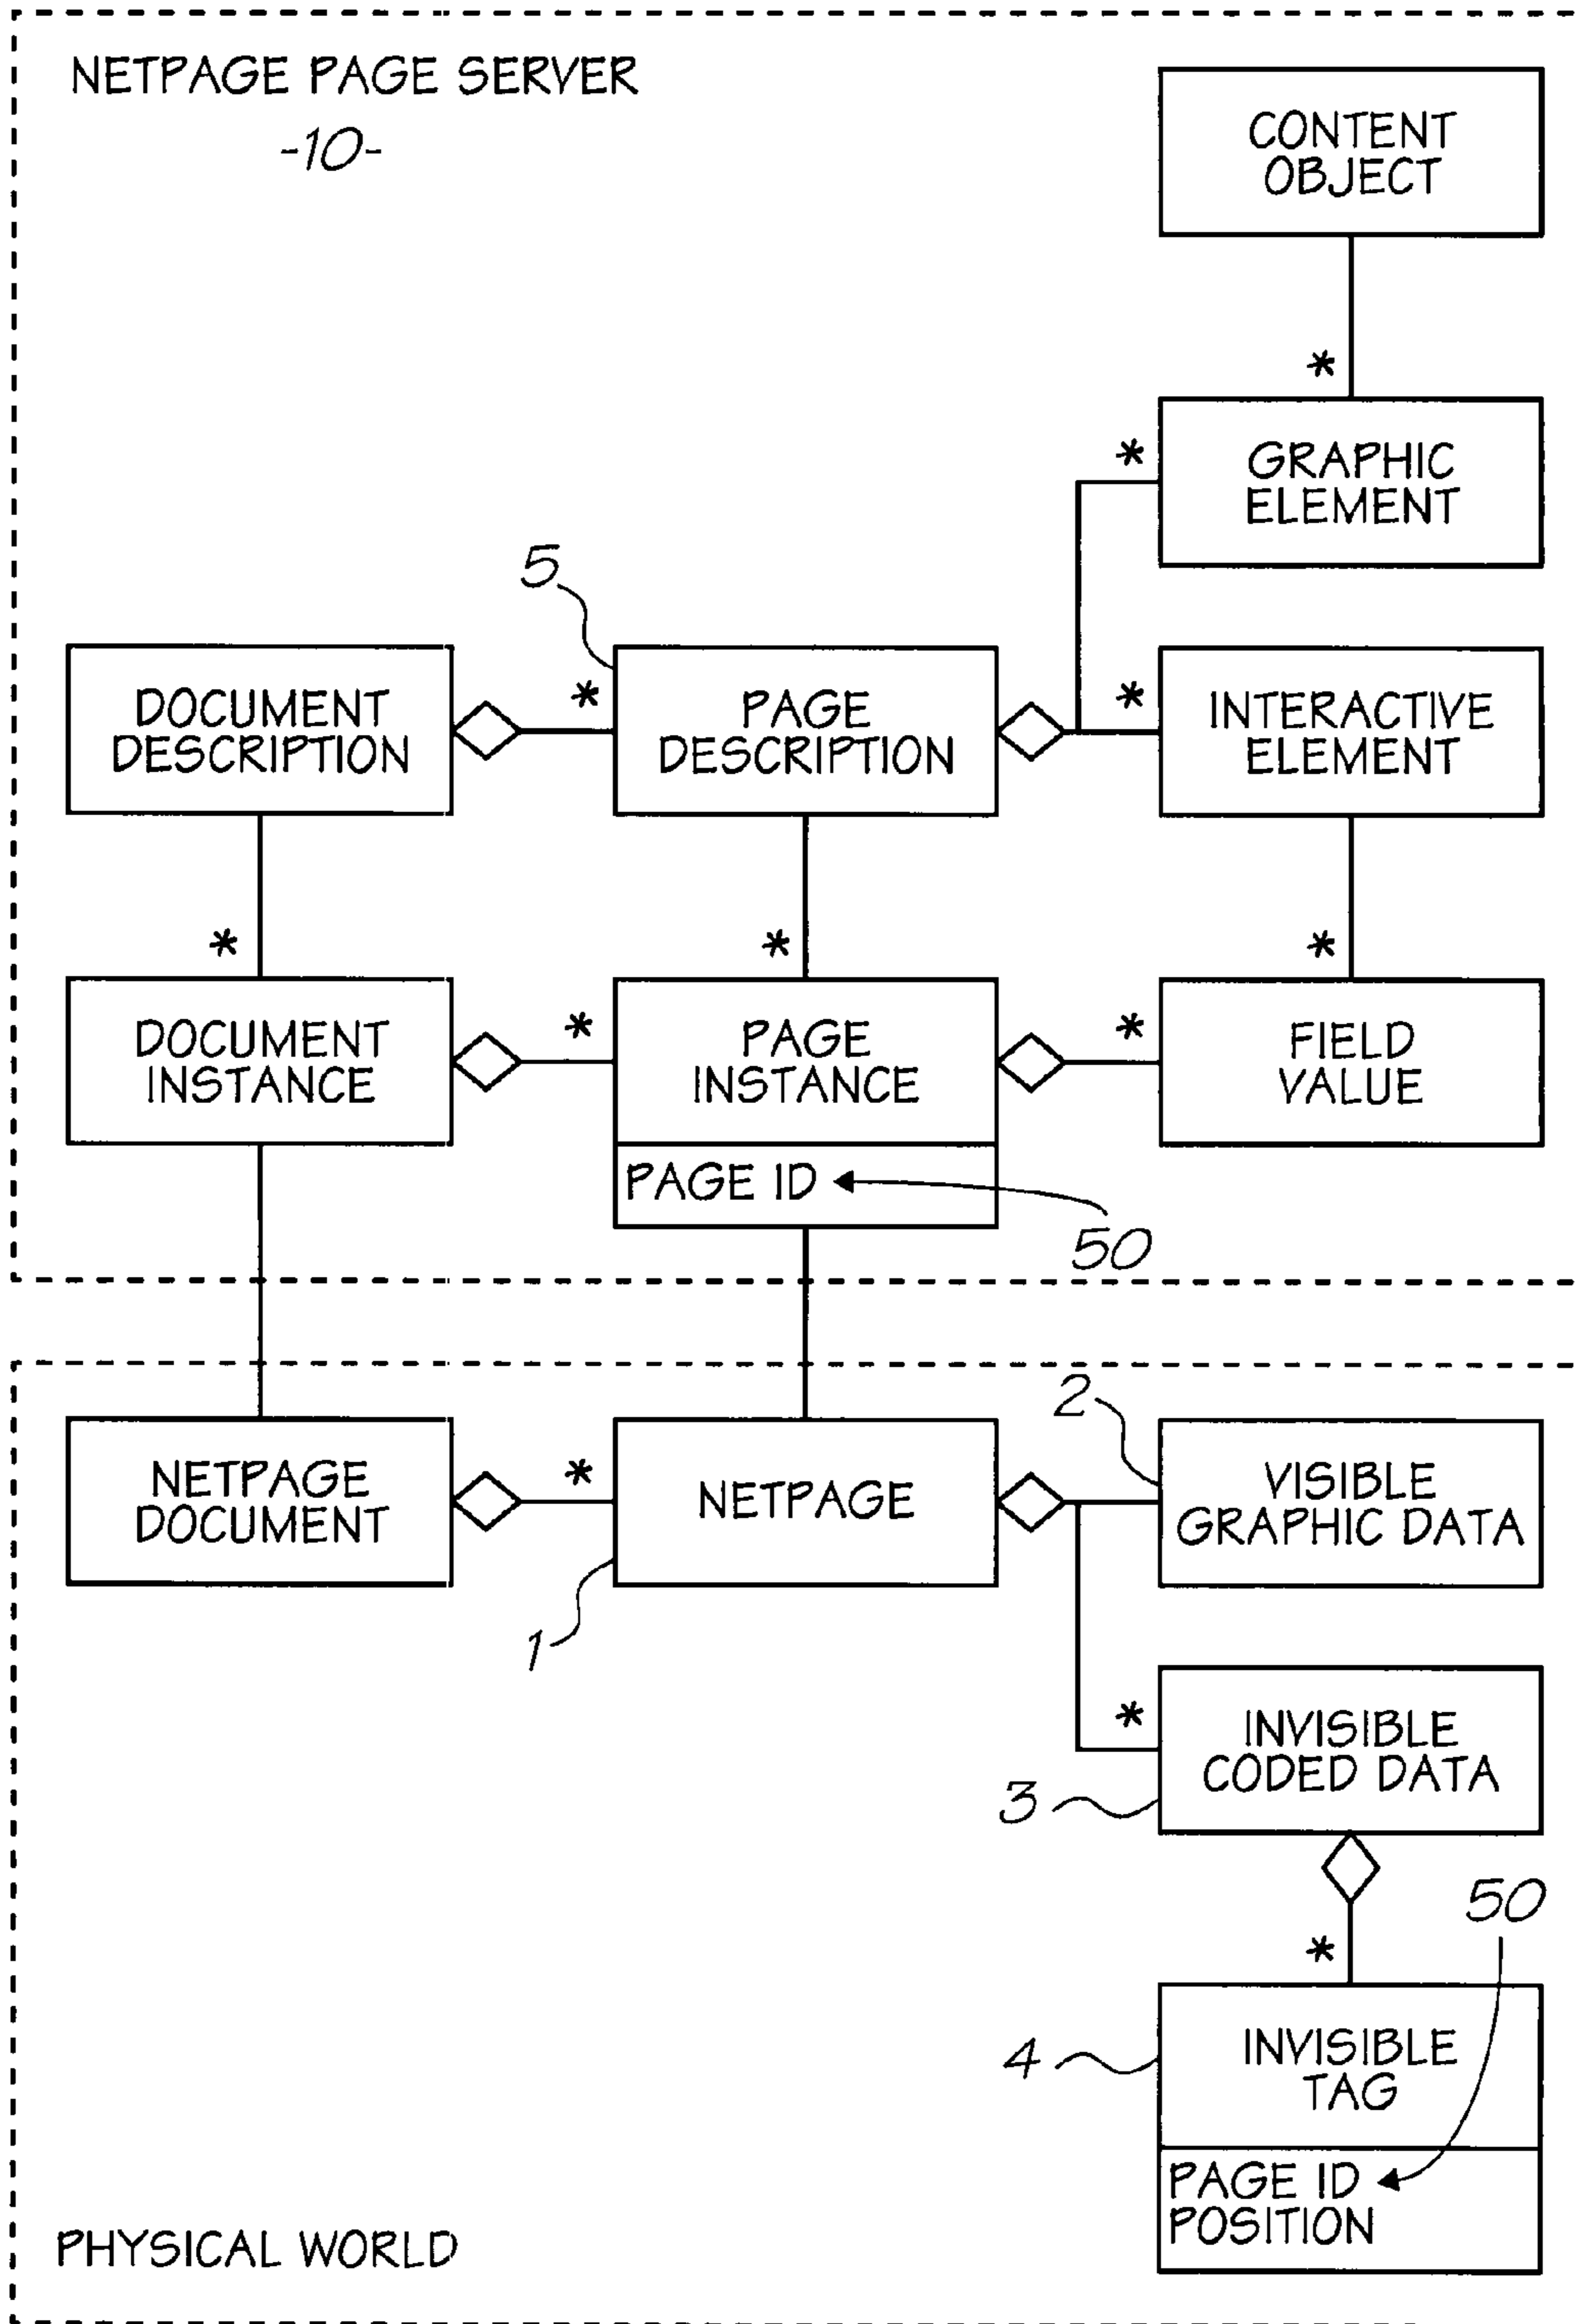 NETPAGE PAGE SERVER
-10-
CONTENT
OBJECT
*
*
GRAPHIC
ELEMENT
5
DOCUMENT
DESCRIPTION
*
PAGE
DESCRIPTION
*
INTERACTIVE
ELEMENT
*
*
*
DOCUMENT
INSTANCE
*
PAGE
INSTANCE
*
FIELD
VALUE
PAGE ID
50
NETPAGE
DOCUMENT
*
NETPAGE
1
2
VISIBLE
GRAPHIC DATA
*
INVISIBLE
CODED DATA
3
50
*
4
INVISIBLE
TAG
PAGE ID
POSITION
PHYSICAL WORLD